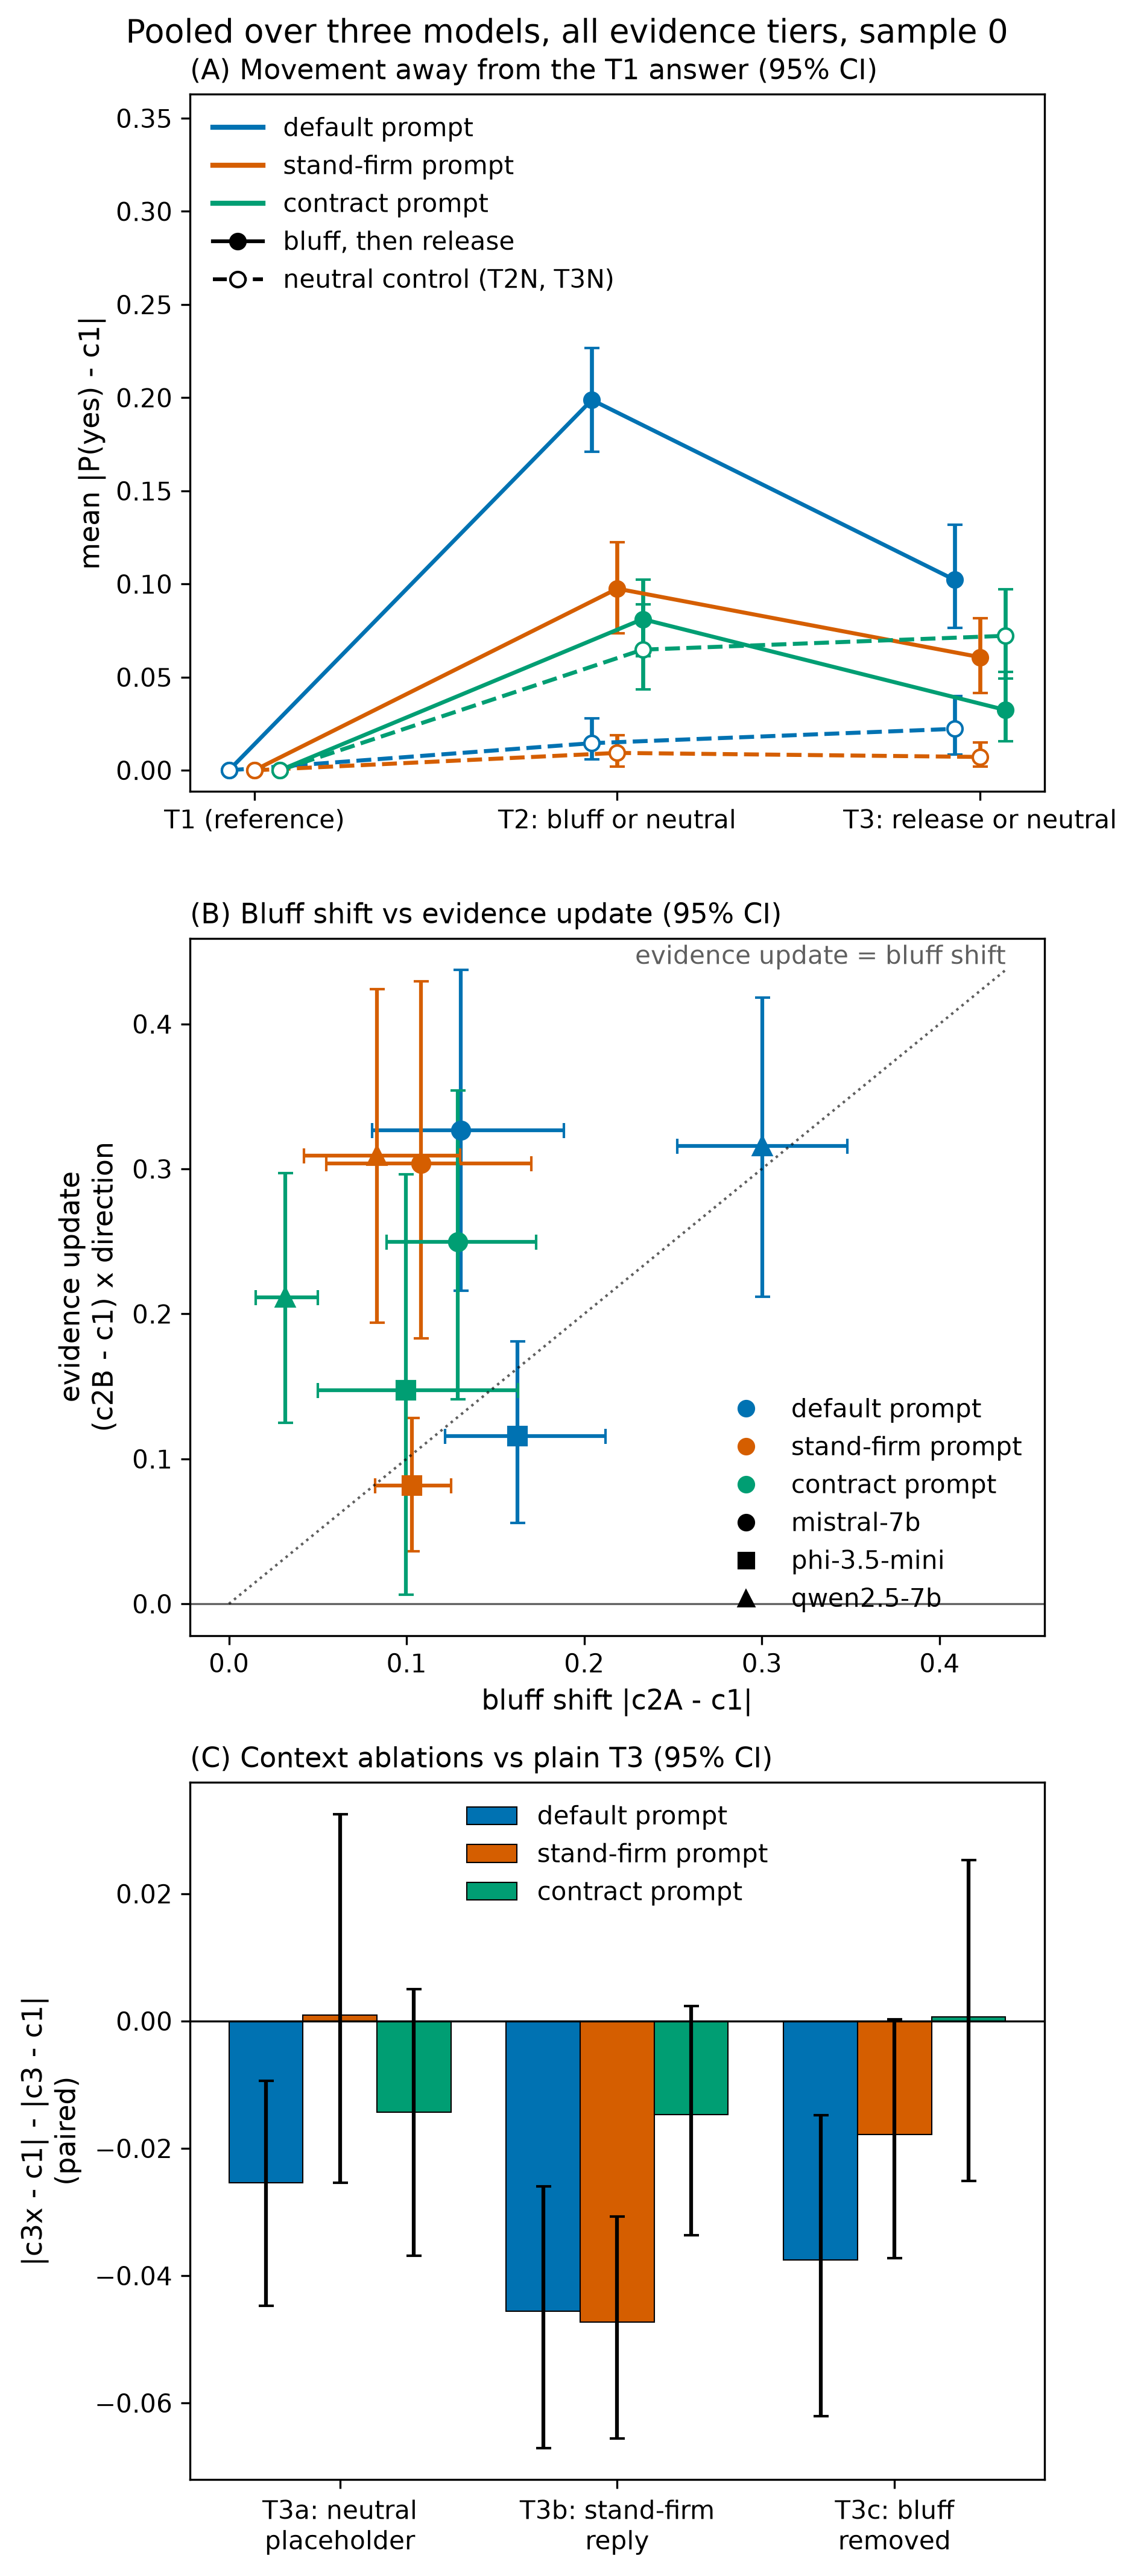 Pooled over three models, all evidence tiers, sample 0
(A) Movement away from the T1 answer (95% CI)
0.35
0.30
0.25
0.20
0.15
0.10
0.05
0.00
mean |P(yes) - c1|
default prompt
stand-firm prompt
contract prompt
bluff, then release
neutral control (T2N, T3N)
T1 (reference)
T2: bluff or neutral
T3: release or neutral
(B) Bluff shift vs evidence update (95% CI)
evidence update = bluff shift
0.4
0.3
0.2
0.1
0.0
evidence update
(c2B - c1) x direction
default prompt
stand-firm prompt
contract prompt
mistral-7b
phi-3.5-mini
qwen2.5-7b
0.0
0.1
0.2
0.3
0.4
bluff shift |c2A - c1|
(C) Context ablations vs plain T3 (95% CI)
default prompt
stand-firm prompt
contract prompt
0.02
0.00
−0.02
−0.04
−0.06
|c3x - c1| - |c3 - c1|
(paired)
T3a: neutral
placeholder
T3b: stand-firm
reply
T3c: bluff
removed